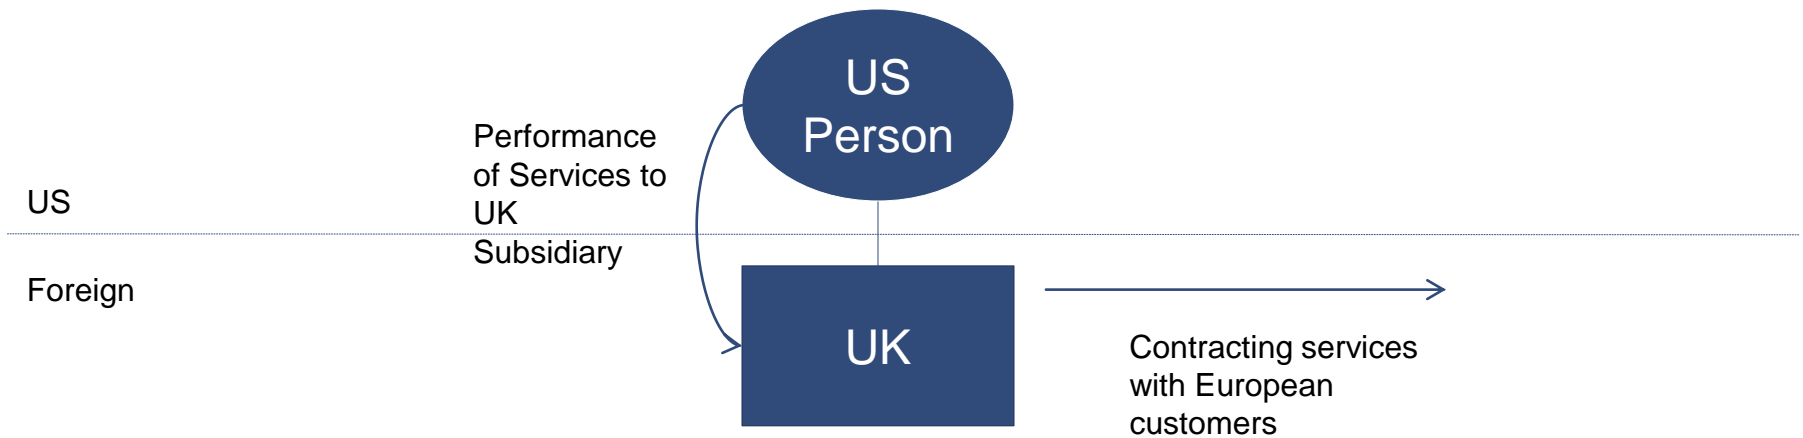 US
Person
Performance
of Services to
UK
Subsidiary
US
Foreign
UK
Contracting services
with European
customers